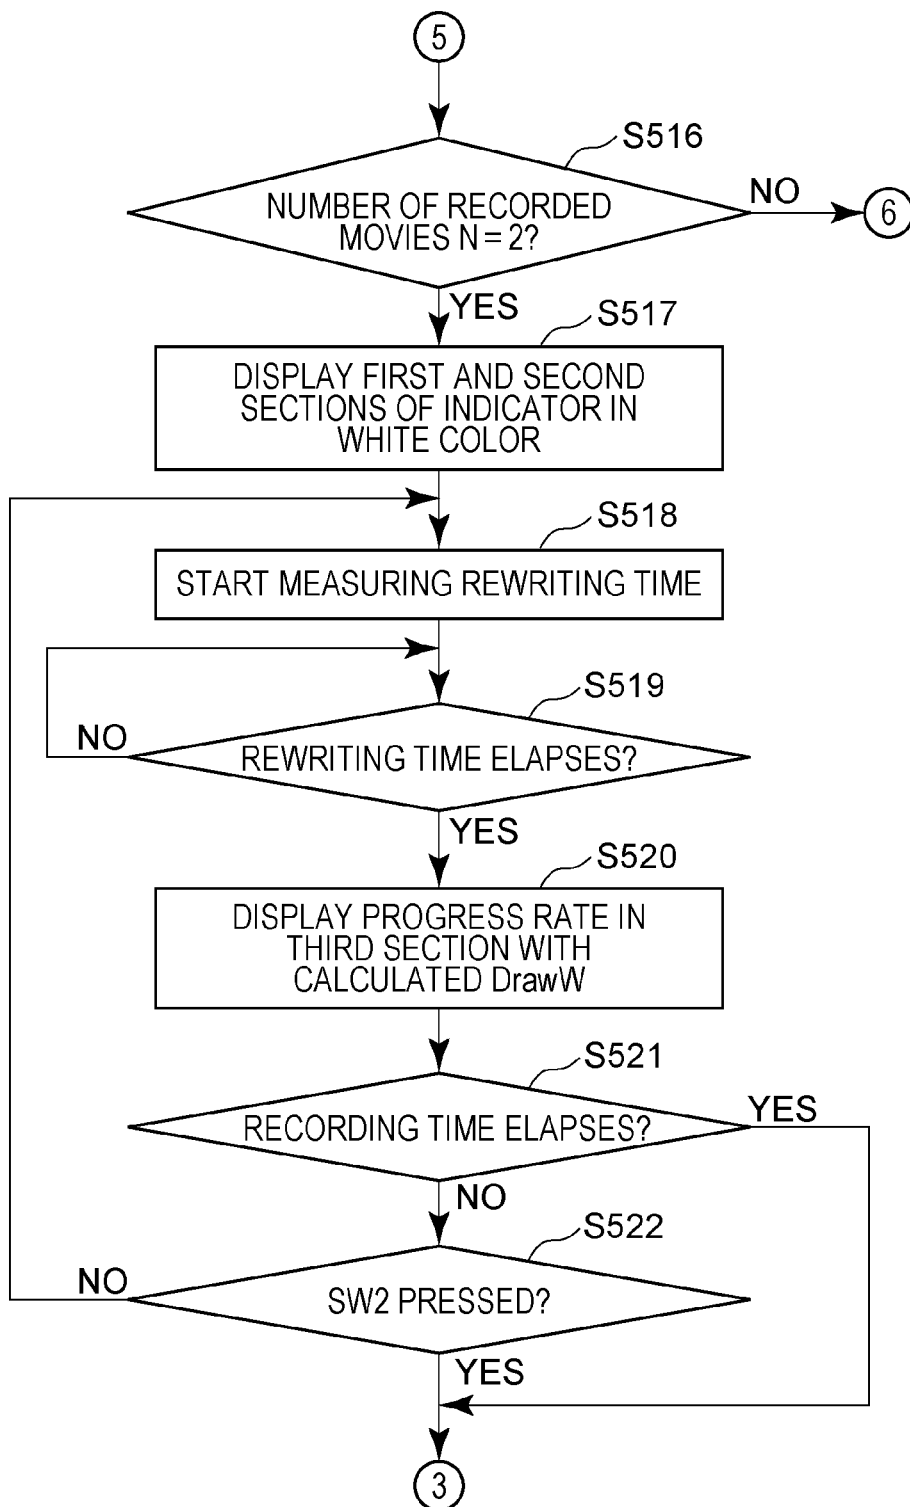 5
S516
NUMBER OF RECORDED
MOVIES N = 2?
NO
6
YES
S517
DISPLAY FIRST AND SECOND
SECTIONS OF INDICATOR IN
WHITE COLOR
S518
START MEASURING REWRITING TIME
S519
NO
REWRITING TIME ELAPSES?
YES
S520
DISPLAY PROGRESS RATE IN
THIRD SECTION WITH
CALCULATED DrawW
S521
RECORDING TIME ELAPSES?
YES
NO
S522
NO
SW2 PRESSED?
YES
3